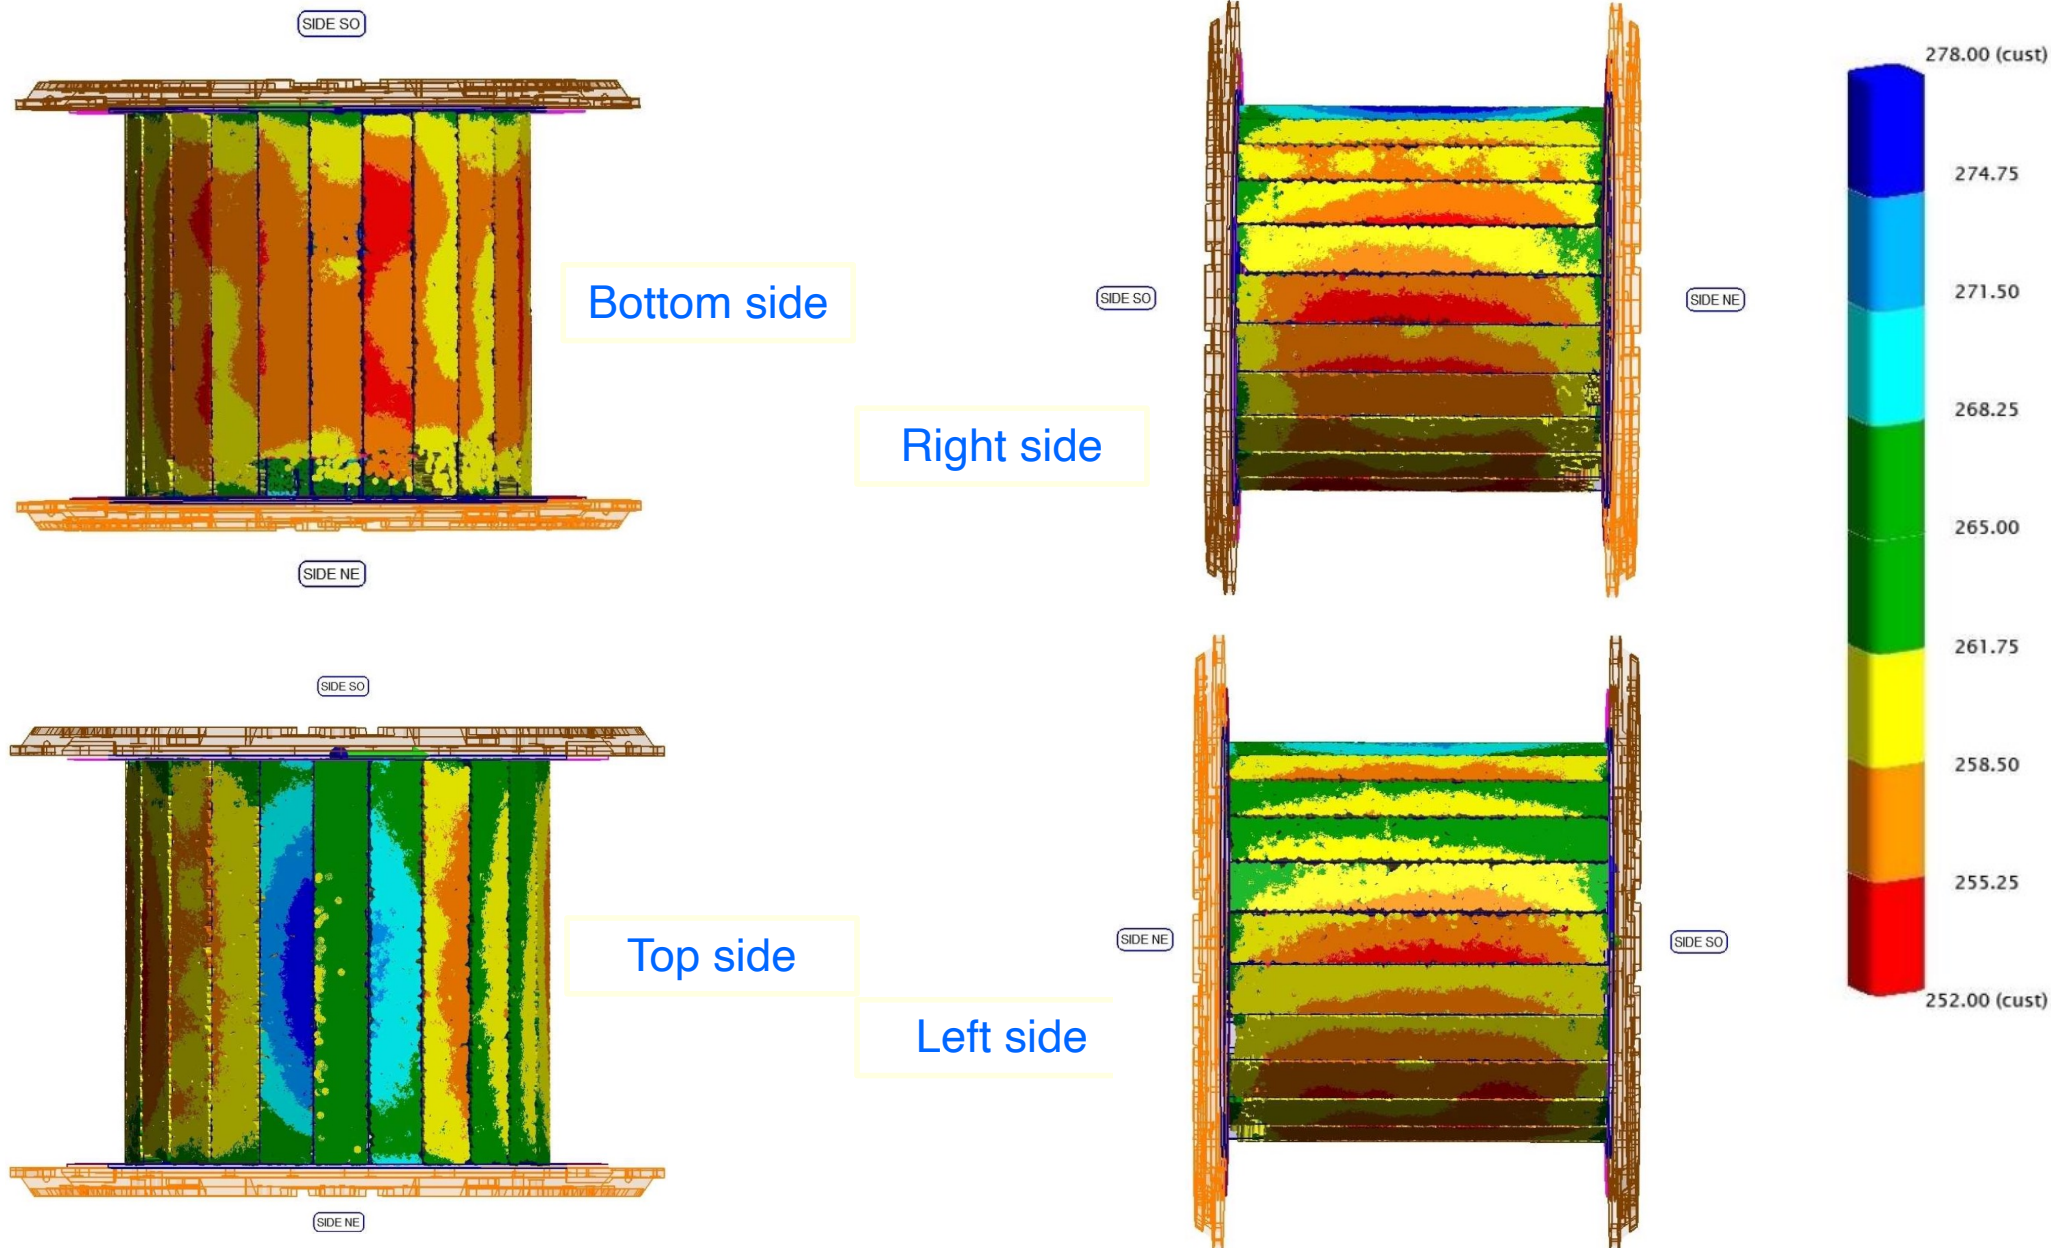 SIDE SO
Bottom side
SIDE NE
SIDE SO
SIDE NE
Right side
SIDE SO
Top side
SIDE NE
SIDE NE
SIDE SO
Left side
278.00 (cust)
274.75
271.50
268.25
265.00
261.75
258.50
255.25
252.00 (cust)